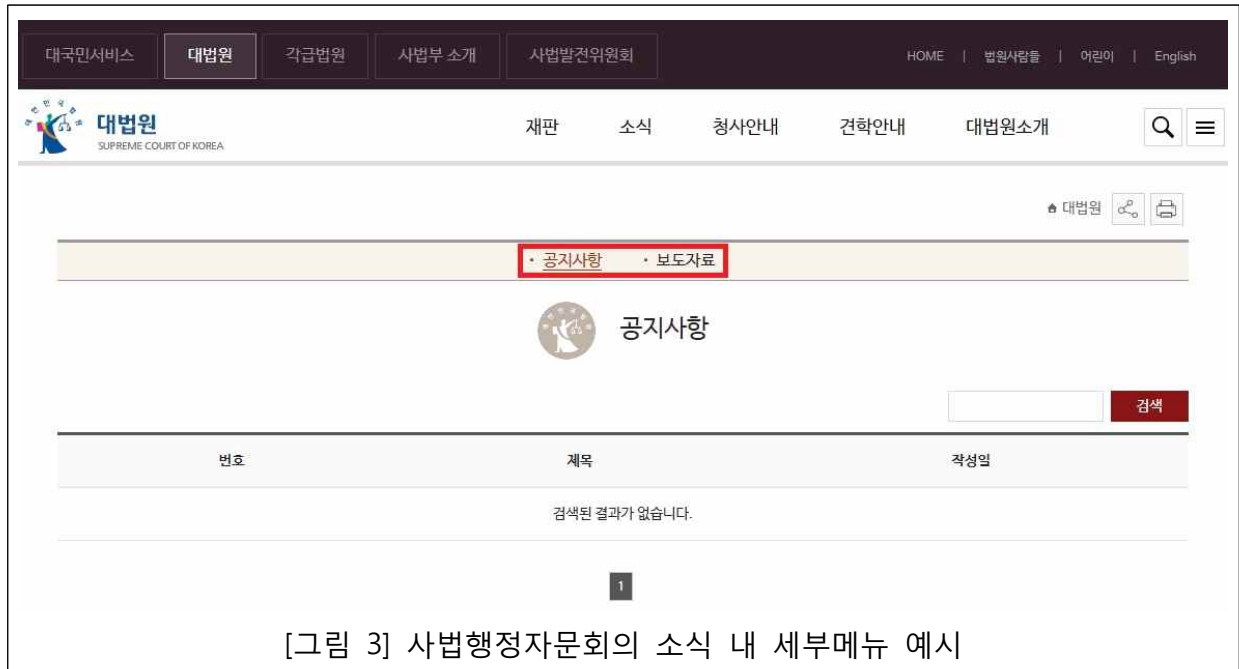 대국민서비스 대법원 각급법원 사법부 소개 사법발전위원회 HOME | 법원사람들 | 어린이 | English
대법원 재판 소식 청사안내 견학안내 대법원소개
SUPREME COURT OF KOREA
대법원
· 공지사항 · 보도자료
공지사항
검색
번호 제목 작성일
검색된 결과가 없습니다.
1
[그림 3] 사법행정자문회의 소식 내 세부메뉴 예시